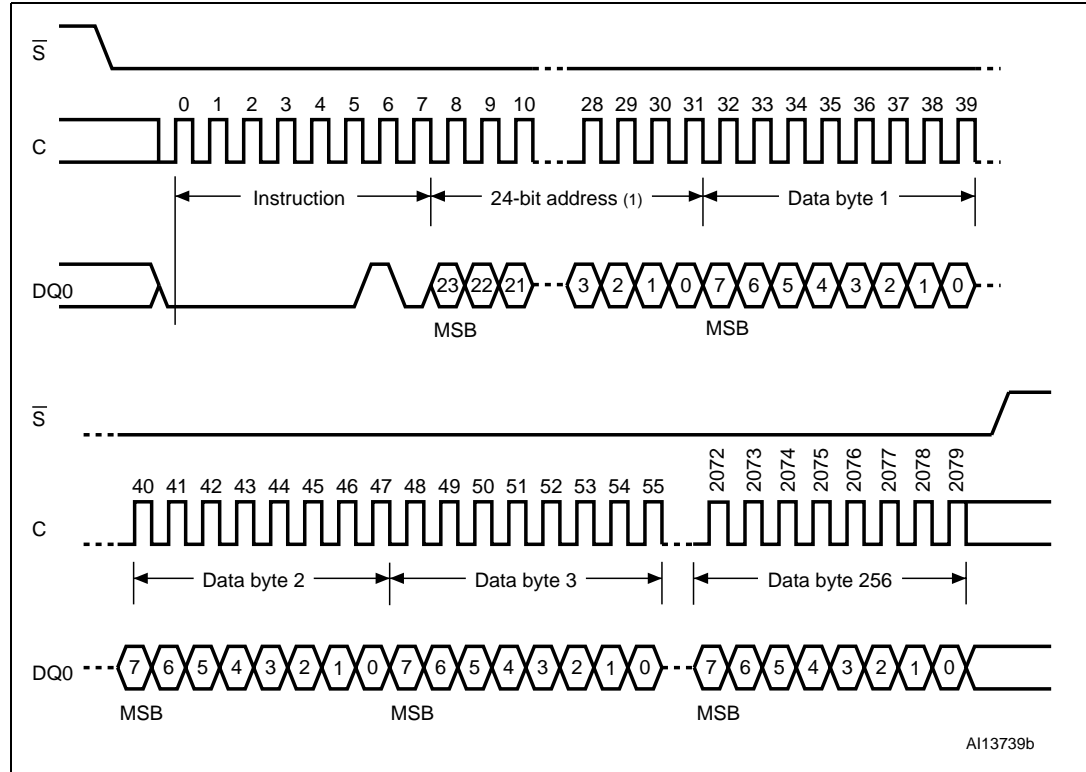 S
0 1 2 3 4 5 6 7 8 9 10 28 29 30 31 32 33 34 35 36 37 38 39
C
Instruction 24-bit address (1) Data byte 1
DQ0 23 22 21 3 2 1 0 7 6 5 4 3 2 1 0
MSB MSB
S
40 41 42 43 44 45 46 47 48 49 50 51 52 53 54 55 2072 2073 2074 2075 2076 2077 2078 2079
C
Data byte 2 Data byte 3 Data byte 256
DQ0 7 6 5 4 3 2 1 0 7 6 5 4 3 2 1 0 7 6 5 4 3 2 1 0
MSB MSB MSB
AI13739b